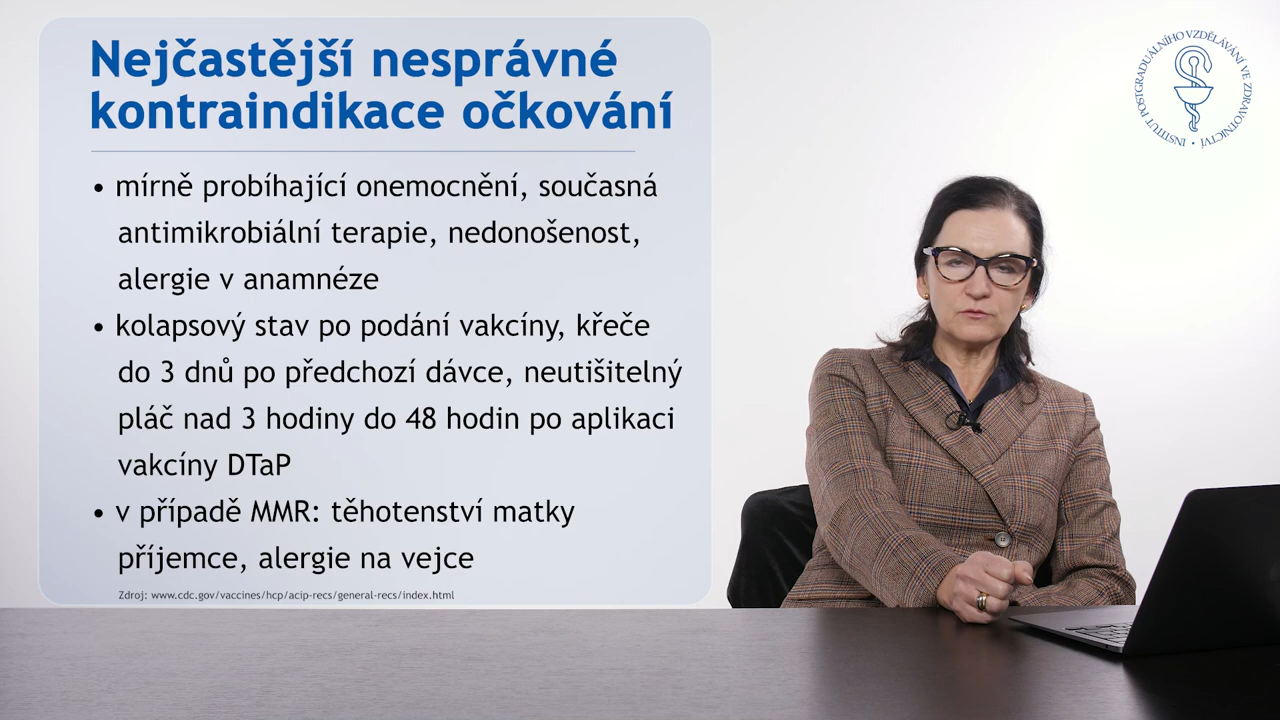 Nejčastější nesprávné
kontraindikace očkování
• mírně probíhající onemocnění, současná
antimikrobiální terapie, nedonošenost,
alergie v anamnéze
• kolapsový stav po podání vakcíny, křeče
do 3 dnů po předchozí dávce, neutišitelný
pláč nad 3 hodiny do 48 hodin po aplikaci
vakcíny DTaP
• v případě MMR: těhotenství matky
příjemce, alergie na vejce
Zdroj: www.cdc.gov/vaccines/hcp/acip-recs/general-recs/index.html
INSTITUT POSTGRADUÁLNÍHO VZDĚLÁVÁNÍ VE ZDRAVOTNICTVÍ •